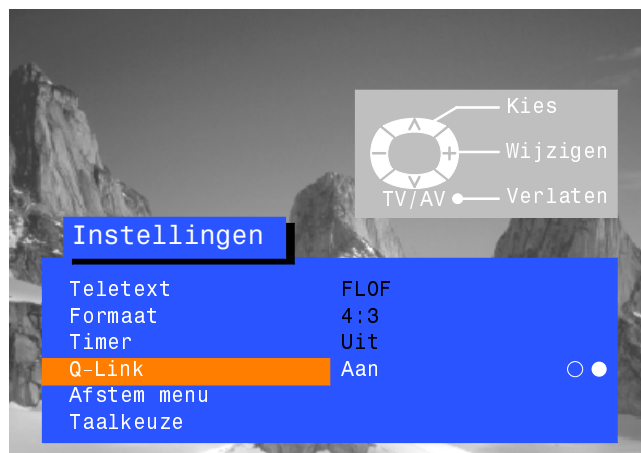 Kies
Wijzigen
TV/AV Verlaten
Instellingen
Teletext FLOF
Formaat 4:3
Timer Uit
Q-Link Aan
Afstem menu
Taalkeuze